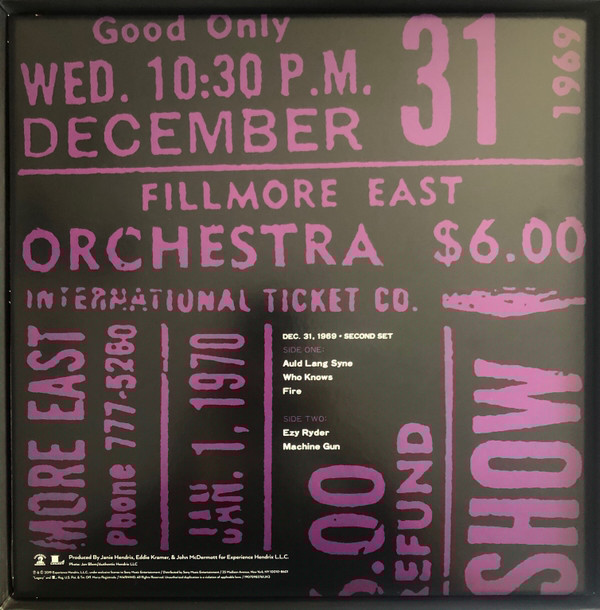 Good Only
WED. 10:30 P.M.
DECEMBER 31
1969
FILLMORE EAST
ORCHESTRA $6.00
INTERNATIONAL TICKET CO.
MORE EAST
Phone 777-5260
JAN. 1, 1970
DEC. 31, 1969 • SECOND SET
SIDE ONE:
Auld Lang Syne
Who Knows
Fire
SIDE TWO:
Ezy Ryder
Machine Gun
.00
REFUND
SHOW
Produced By Janie Hendrix, Eddie Kramer, & John McDermott for Experience Hendrix L.L.C.